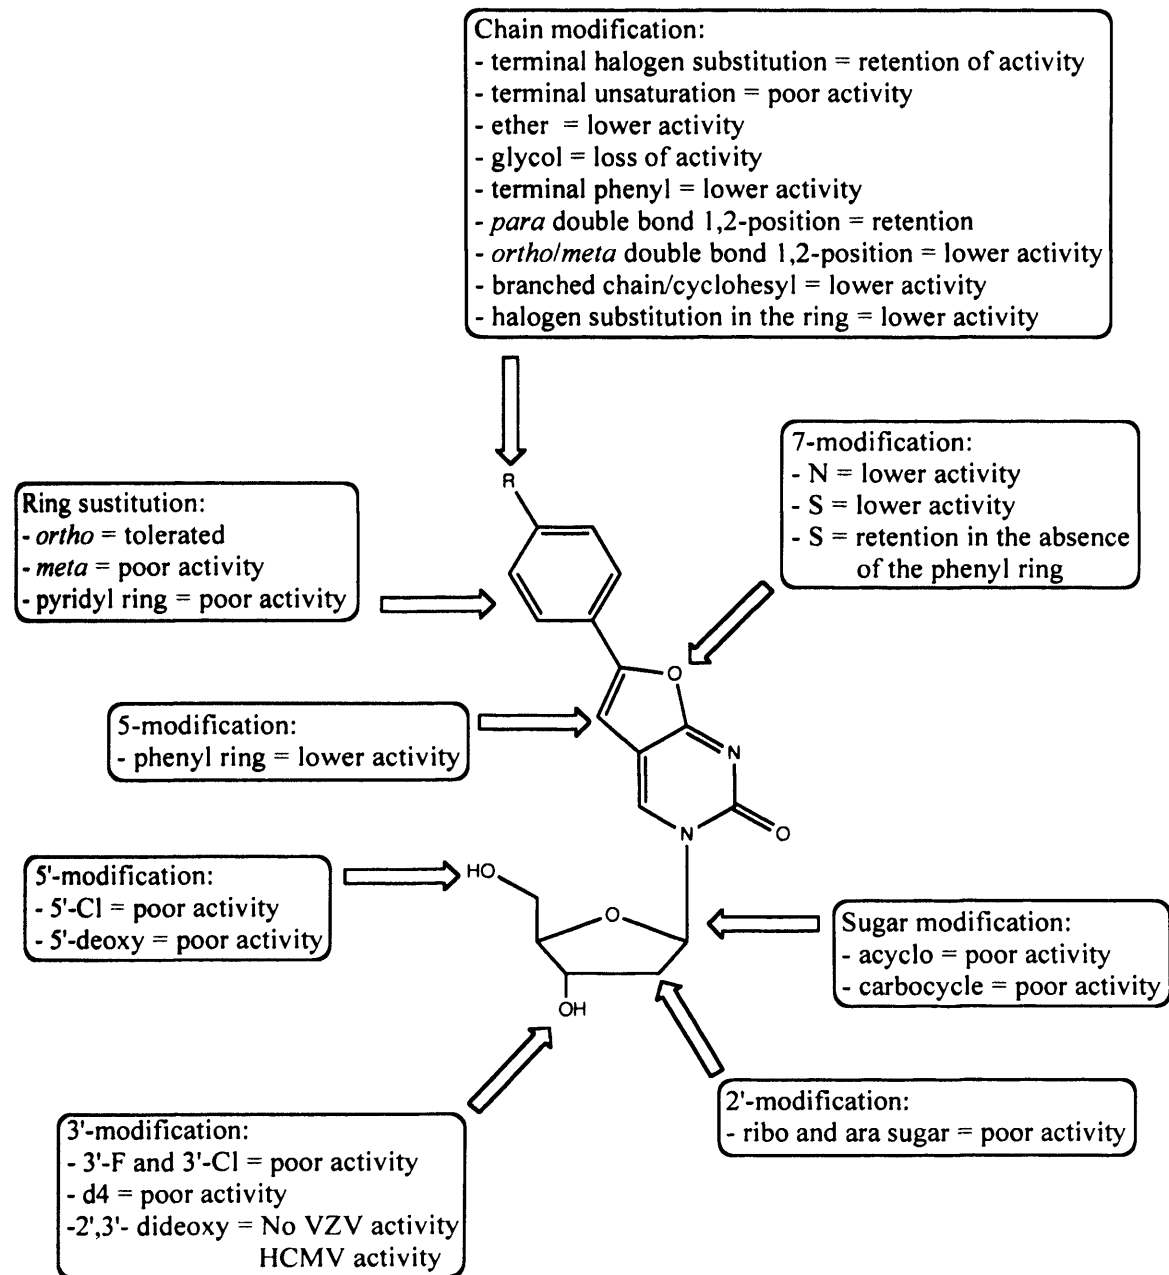 Chain modification:
- terminal halogen substitution = retention of activity
- terminal unsaturation = poor activity
- ether = lower activity
- glycol = loss of activity
- terminal phenyl = lower activity
- para double bond 1,2-position = retention
- ortho/meta double bond 1,2-position = lower activity
- branched chain/cyclohesyl = lower activity
- halogen substitution in the ring = lower activity
7-modification:
- N = lower activity
- S = lower activity
- S = retention in the absence
of the phenyl ring
R
Ring sustitution:
- ortho = tolerated
- meta = poor activity
- pyridyl ring = poor activity
O
5-modification:
- phenyl ring = lower activity
N
N
O
5'-modification:
- 5'-Cl = poor activity
- 5'-deoxy = poor activity
HO
O
Sugar modification:
- acyclo = poor activity
- carbocycle = poor activity
OH
2'-modification:
- ribo and ara sugar = poor activity
3'-modification:
- 3'-F and 3'-Cl = poor activity
- d4 = poor activity
-2',3'- dideoxy = No VZV activity
HCMV activity